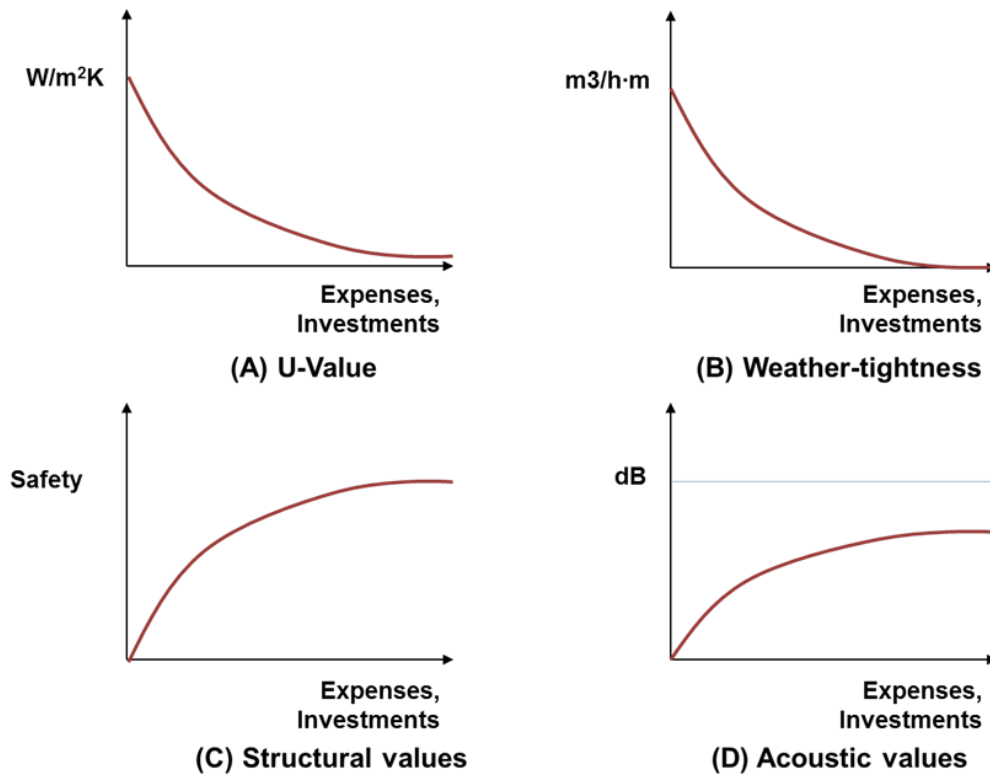 W/m²K
Expenses,
Investments
(A) U-Value
m3/h·m
Expenses,
Investments
(B) Weather-tightness
Safety
Expenses,
Investments
(C) Structural values
dB
Expenses,
Investments
(D) Acoustic values